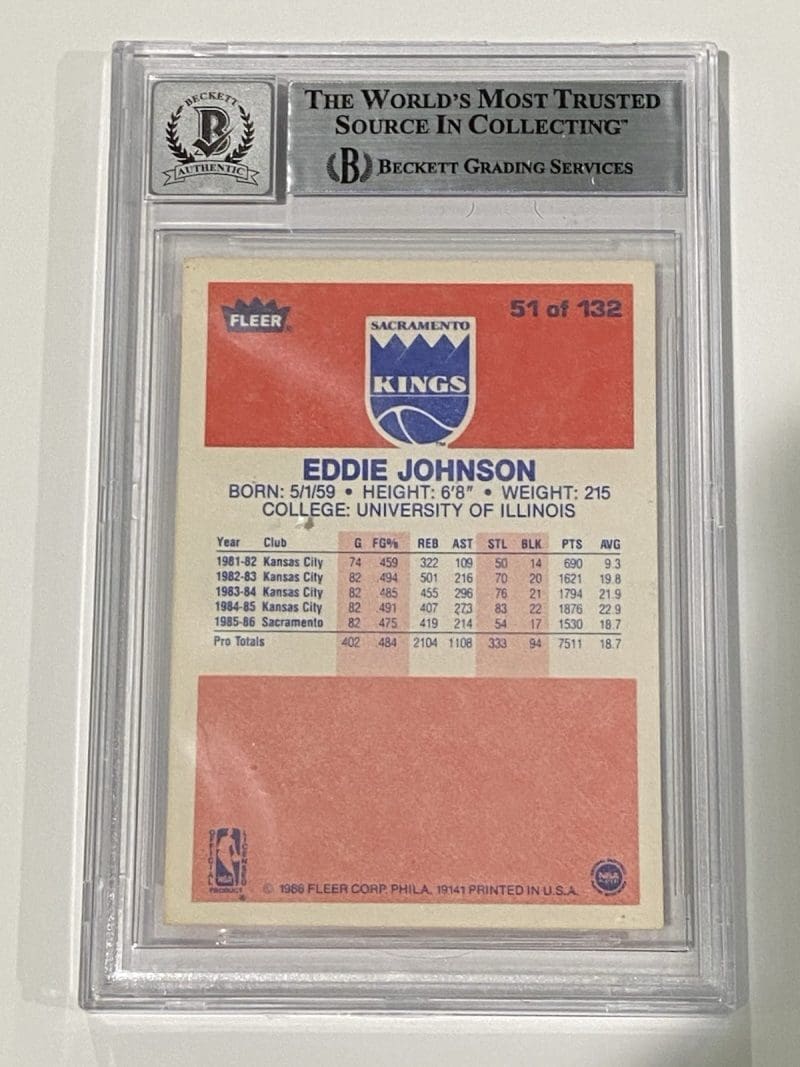 BECKETT
B
AUTHENTIC
THE WORLD'S MOST TRUSTED
SOURCE IN COLLECTING™
B BECKETT GRADING SERVICES
FLEER®
51 of 132
SACRAMENTO
KINGS
TM
EDDIE JOHNSON
BORN: 5/1/59 • HEIGHT: 6'8" • WEIGHT: 215
COLLEGE: UNIVERSITY OF ILLINOIS
Year Club G FG% REB AST STL BLK PTS AVG
1981-82 Kansas City 74 .459 322 109 50 14 690 9.3
1982-83 Kansas City 82 .494 501 216 70 20 1621 19.8
1983-84 Kansas City 82 .485 455 296 76 21 1794 21.9
1984-85 Kansas City 82 .491 407 273 83 22 1876 22.9
1985-86 Sacramento 82 .475 419 214 54 17 1530 18.7
Pro Totals 402 .484 2104 1108 333 94 7511 18.7
OFFICIAL LICENSED
NBA
PRODUCT
®
© 1986 FLEER CORP. PHILA. 19141 PRINTED IN U.S.A.